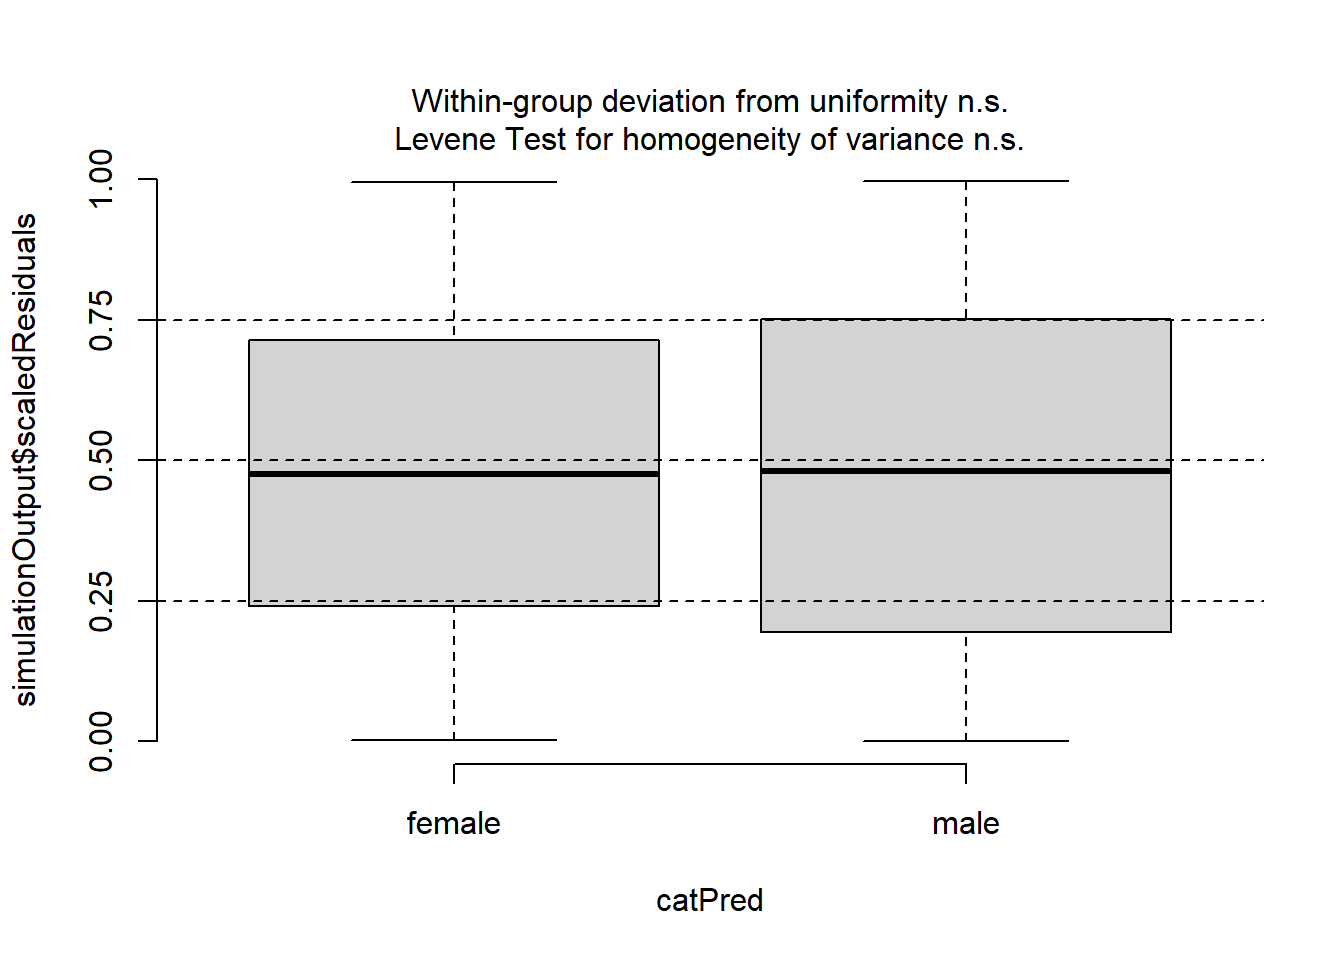 Within-group deviation from uniformity n.s.
Levene Test for homogeneity of variance n.s.
simulationOutput$scaledResiduals
1.00
0.75
0.50
0.25
0.00
female
male
catPred